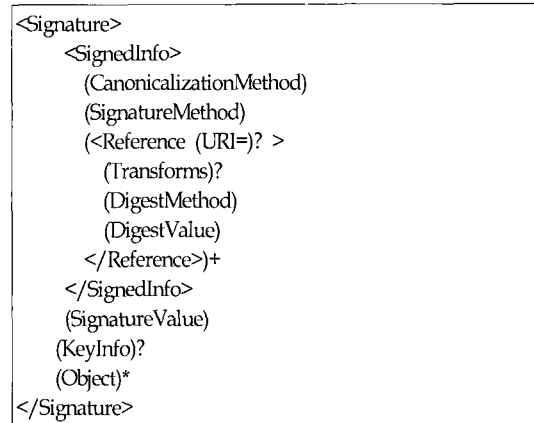 <Signature>
<SignedInfo>
(CanonicalizationMethod)
(SignatureMethod)
(<Reference (URI=)? >
(Transforms)?
(DigestMethod)
(DigestValue)
</Reference>)+
</SignedInfo>
(SignatureValue)
(KeyInfo)?
(Object)*
</Signature>